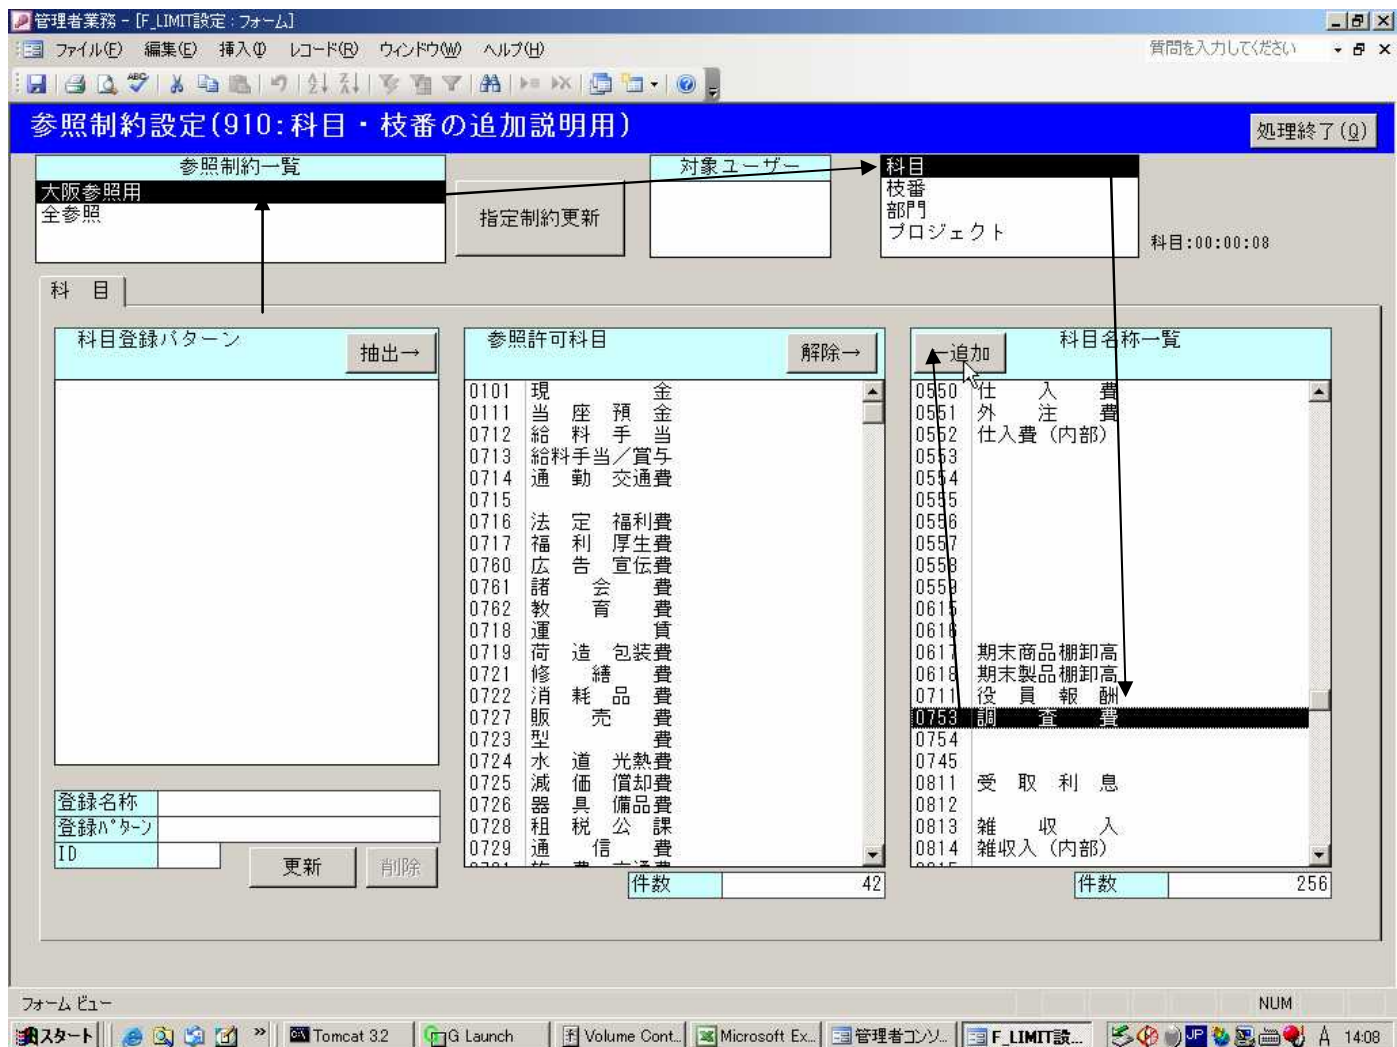 管理者業務 - [F_LIMIT設定 : フォーム]
ファイル(F) 編集(E) 挿入(I) レコード(R) ウィンドウ(W) ヘルプ(H) 質問を入力してください
参照制約設定(910:科目・枝番の追加説明用)
処理終了(Q)
参照制約一覧
大阪参照用
全参照
指定制約更新
対象ユーザー
科目
枝番
部門
プロジェクト
科目:00:00:08
科 目
科目登録パターン
抽出→
登録名称
登録パターン
ID
更新
削除
参照許可科目
解除→
0101 現 金
0111 当 座 預 金
0712 給 料 手 当
0713 給料手当/賞与
0714 通 勤 交通費
0715
0716 法 定 福利費
0717 福 利 厚生費
0760 広 告 宣伝費
0761 諸 会 費
0762 教 育 費
0718 運 賃
0719 荷 造 包装費
0721 修 繕 費
0722 消 耗 品 費
0727 販 売 費
0723 型 費
0724 水 道 光熱費
0725 減 価 償却費
0726 器 具 備品費
0728 租 税 公 課
0729 通 信 費
件数 42
←追加
科目名称一覧
0550 仕 入 費
0551 外 注 費
0552 仕入費(内部)
0553
0554
0555
0556
0557
0558
0559
0615
0616
0617 期末商品棚卸高
0618 期末製品棚卸高
0711 役 員 報 酬
0753 調 査 費
0754
0745
0811 受 取 利 息
0812
0813 雑 収 入
0814 雑収入(内部)
件数 256
フォーム ビュー
NUM
スタート
Tomcat 3.2
G Launch
Volume Cont...
Microsoft Ex...
管理者コンソ...
F_LIMIT設...
JP
A
14:08